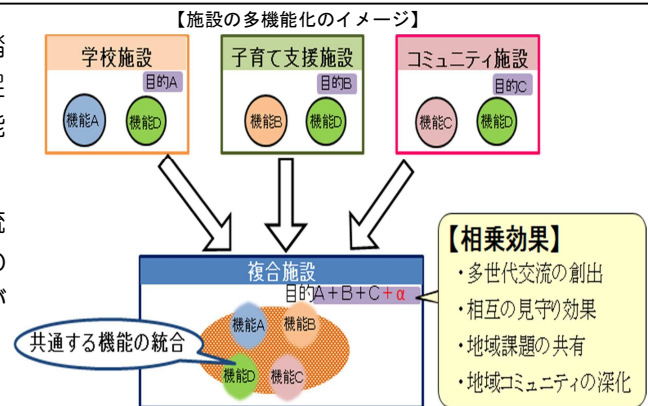 【施設の多機能化のイメージ】
学校施設
目的A
機能A
機能D
子育て支援施設
目的B
機能B
機能D
コミュニティ施設
目的C
機能C
機能D
複合施設
目的A+B+C+α
機能A
機能B
機能D
機能C
共通する機能の統合
【相乗効果】
・多世代交流の創出
・相互の見守り効果
・地域課題の共有
・地域コミュニティの深化
能
の
が